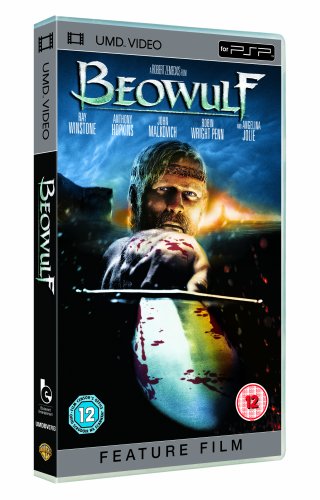 UMD. VIDEO
for PSP
A ROBERT ZEMECKIS FILM
BEOWULF
RAY WINSTONE
ANTHONY HOPKINS
JOHN MALKOVICH
ROBIN WRIGHT PENN
AND ANGELINA JOLIE
12
12
FEATURE FILM
UMD. VIDEO
BEOWULF